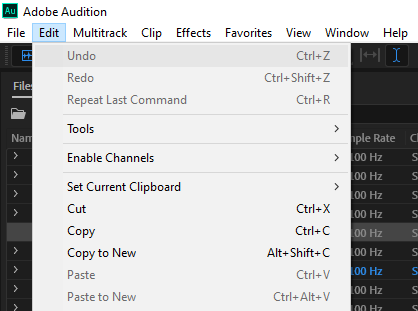 Au Adobe Audition
File Edit Multitrack Clip Effects Favorites View Window Help
Undo Ctrl+Z
Redo Ctrl+Shift+Z
Repeat Last Command Ctrl+R
Tools
Enable Channels
Set Current Clipboard
Cut Ctrl+X
Copy Ctrl+C
Copy to New Alt+Shift+C
Paste Ctrl+V
Paste to New Ctrl+Alt+V
Files
Nam mple Rate
100 Hz S
100 Hz S
100 Hz S
100 Hz S
100 Hz S
100 Hz S
100 Hz S
100 Hz S
100 Hz S